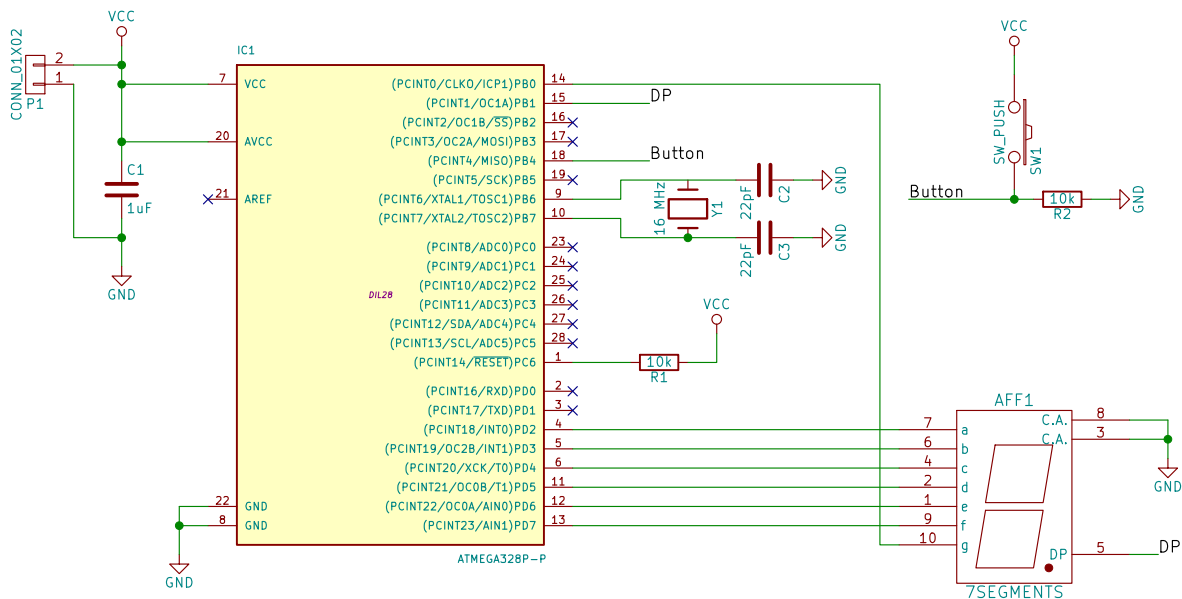 VCC
CONN_01X02
2
1
P1
C1
1uF
GND
IC1
7 VCC
20 AVCC
21 AREF
22 GND
8 GND
GND
DIL28
(PCINT0/CLKO/ICP1)PB0 14
(PCINT1/OC1A)PB1 15 DP
(PCINT2/OC1B/SS)PB2 16
(PCINT3/OC2A/MOSI)PB3 17
(PCINT4/MISO)PB4 18 Button
(PCINT5/SCK)PB5 19
(PCINT6/XTAL1/TOSC1)PB6 9
(PCINT7/XTAL2/TOSC2)PB7 10
(PCINT8/ADC0)PC0 23
(PCINT9/ADC1)PC1 24
(PCINT10/ADC2)PC2 25
(PCINT11/ADC3)PC3 26
(PCINT12/SDA/ADC4)PC4 27
(PCINT13/SCL/ADC5)PC5 28
(PCINT14/RESET)PC6 1
(PCINT16/RXD)PD0 2
(PCINT17/TXD)PD1 3
(PCINT18/INT0)PD2 4
(PCINT19/OC2B/INT1)PD3 5
(PCINT20/XCK/T0)PD4 6
(PCINT21/OC0B/T1)PD5 11
(PCINT22/OC0A/AIN0)PD6 12
(PCINT23/AIN1)PD7 13
ATMEGA328P-P
16 MHz
Y1
22pF
C2
GND
22pF
C3
GND
VCC
10k
R1
VCC
SW_PUSH
SW1
Button
10k
R2
GND
AFF1
7 a
6 b
4 c
2 d
1 e
9 f
10 g
C.A. 8
C.A. 3
GND
DP 5 DP
7SEGMENTS